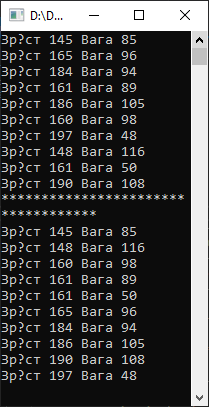 D:\D...
Зр?ст 145 Вага 85
Зр?ст 165 Вага 96
Зр?ст 184 Вага 94
Зр?ст 161 Вага 89
Зр?ст 186 Вага 105
Зр?ст 160 Вага 98
Зр?ст 197 Вага 48
Зр?ст 148 Вага 116
Зр?ст 161 Вага 50
Зр?ст 190 Вага 108
***********************
************
Зр?ст 145 Вага 85
Зр?ст 148 Вага 116
Зр?ст 160 Вага 98
Зр?ст 161 Вага 89
Зр?ст 161 Вага 50
Зр?ст 165 Вага 96
Зр?ст 184 Вага 94
Зр?ст 186 Вага 105
Зр?ст 190 Вага 108
Зр?ст 197 Вага 48